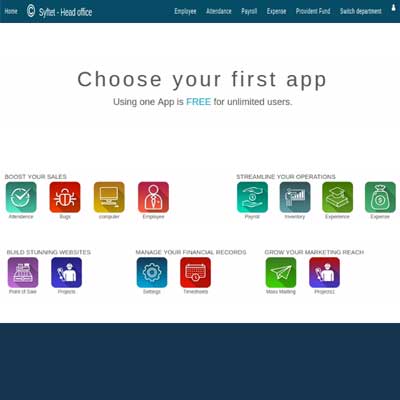 Home © Syftet - Head office Employee Attendance Payroll Expense Provident Fund Switch department
Choose your first app
Using one App is FREE for unlimited users.
BOOST YOUR SALES
Attendance Bugs computer Employee
STREAMLINE YOUR OPERATIONS
Payrol Inventory Experience Expense
BUILD STUNNING WEBSITES
Point of Sale Projects
MANAGE YOUR FINANCIAL RECORDS
Settings Timesheets
GROW YOUR MARKETING REACH
Mass Mailing Projects1